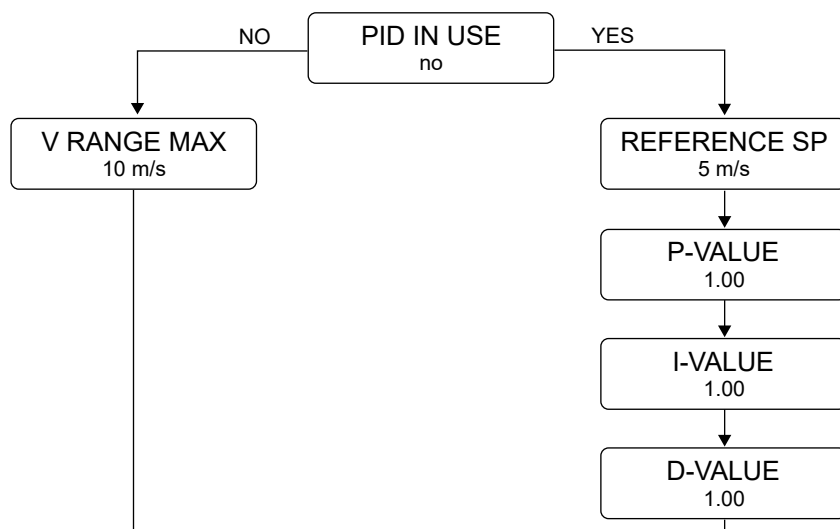 NO
PID IN USE
no
YES
V RANGE MAX
10 m/s
REFERENCE SP
5 m/s
P-VALUE
1.00
I-VALUE
1.00
D-VALUE
1.00